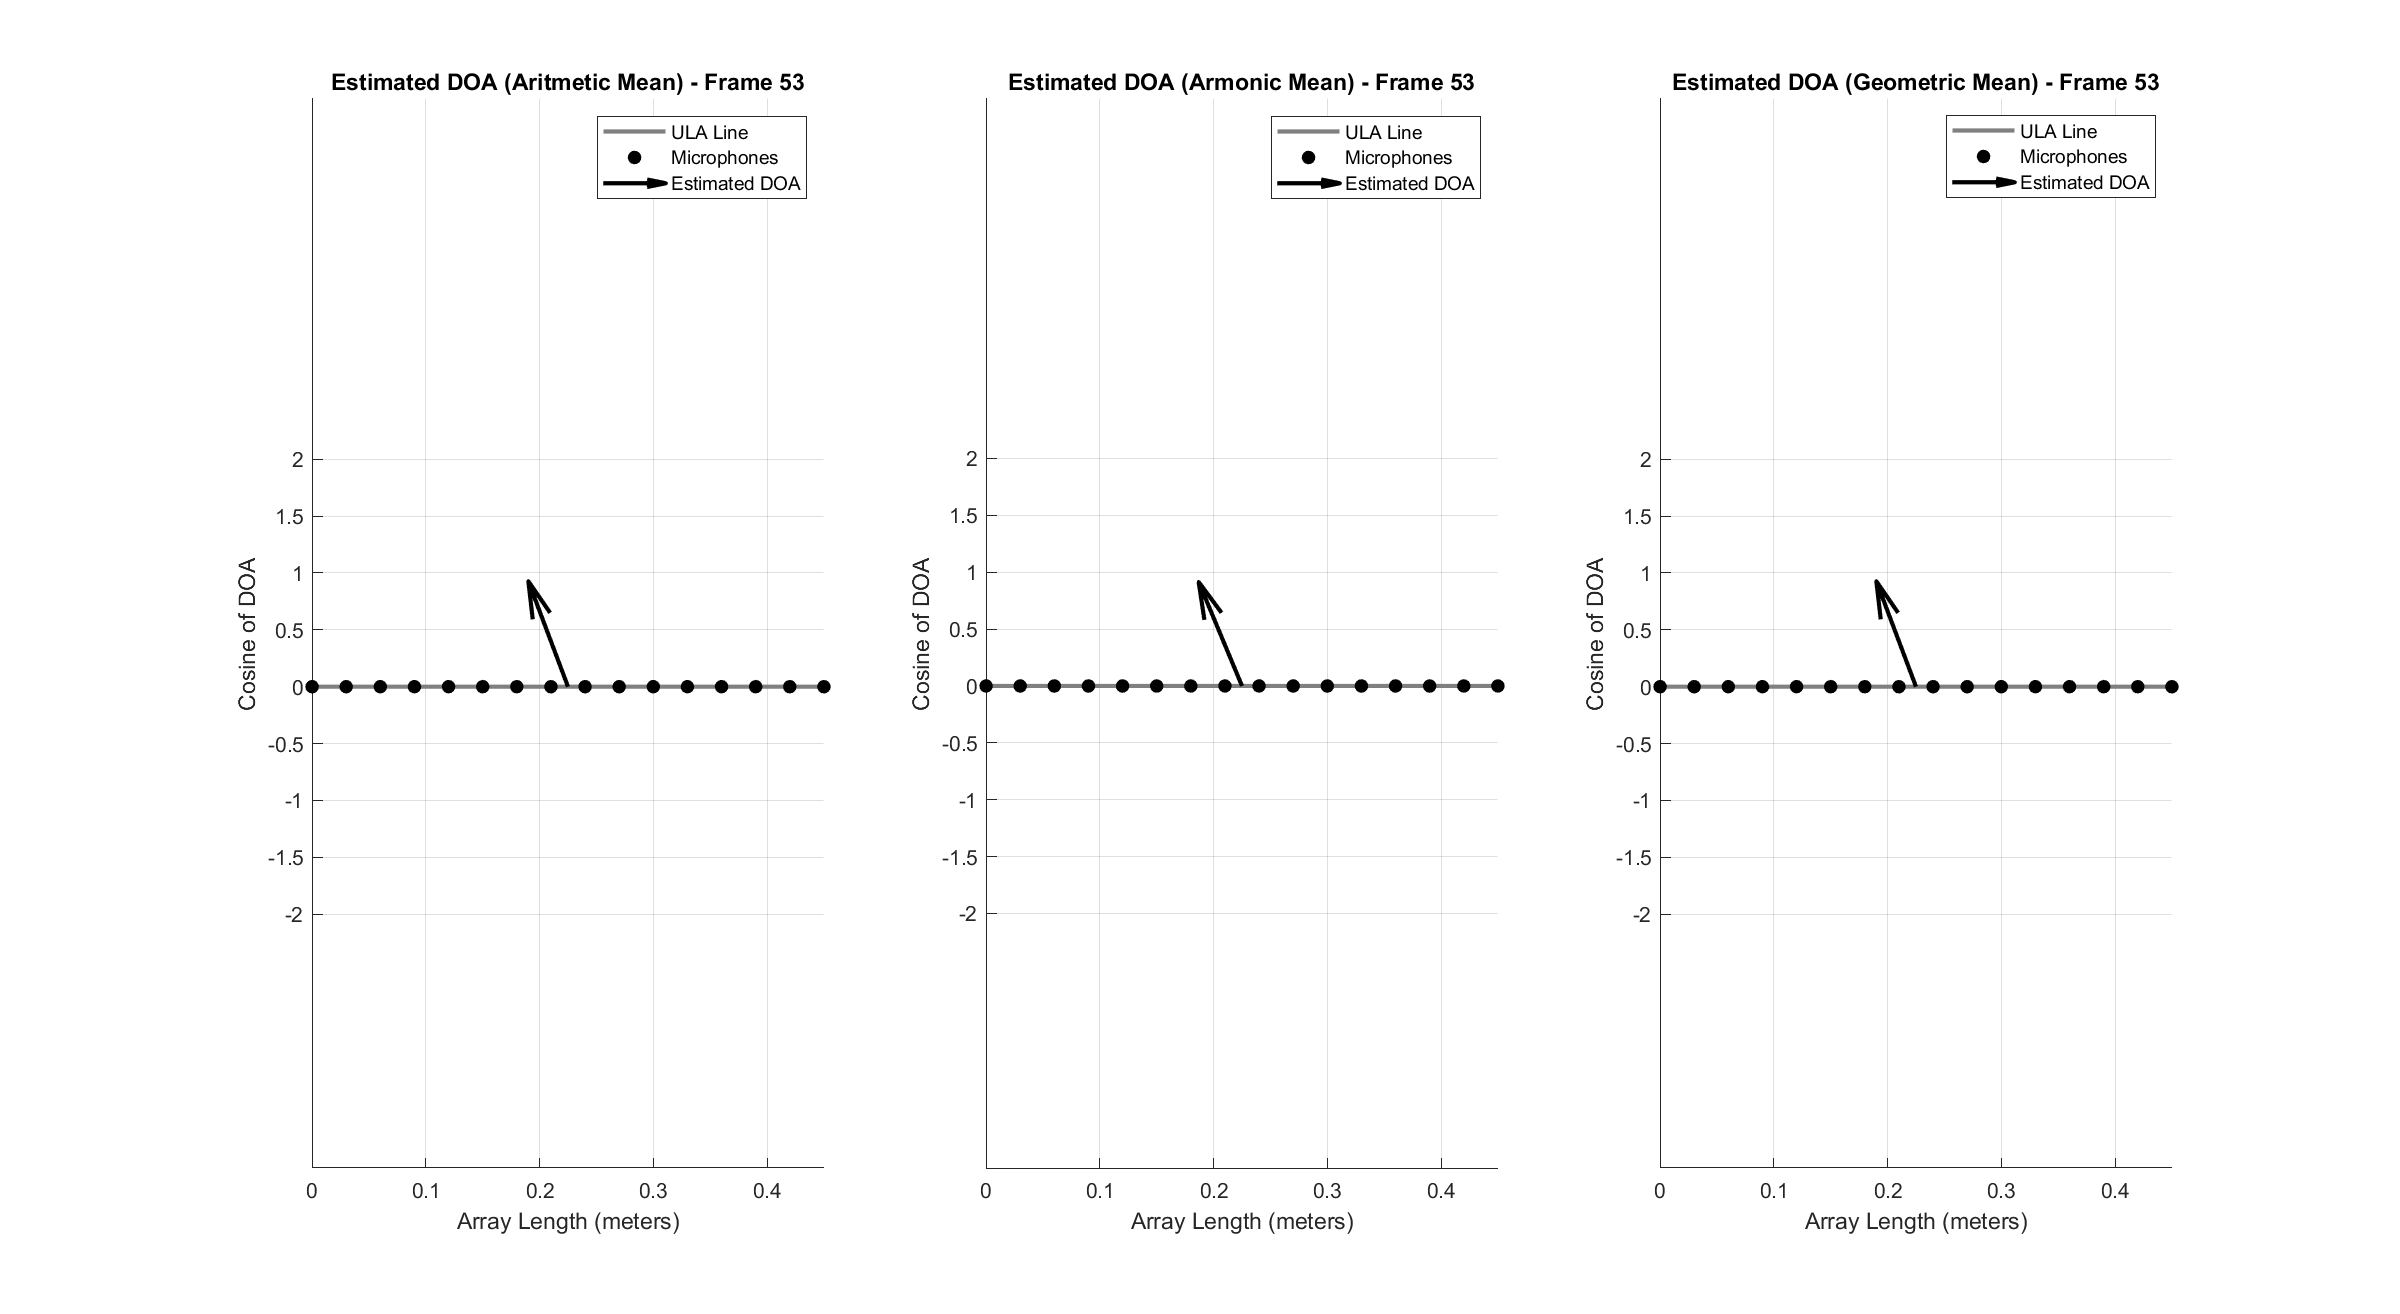 Estimated DOA (Aritmetic Mean) - Frame 53
ULA Line
Microphones
Estimated DOA
Cosine of DOA
2
1.5
1
0.5
0
-0.5
-1
-1.5
-2
0 0.1 0.2 0.3 0.4
Array Length (meters)
Estimated DOA (Armonic Mean) - Frame 53
ULA Line
Microphones
Estimated DOA
Cosine of DOA
2
1.5
1
0.5
0
-0.5
-1
-1.5
-2
0 0.1 0.2 0.3 0.4
Array Length (meters)
Estimated DOA (Geometric Mean) - Frame 53
ULA Line
Microphones
Estimated DOA
Cosine of DOA
2
1.5
1
0.5
0
-0.5
-1
-1.5
-2
0 0.1 0.2 0.3 0.4
Array Length (meters)